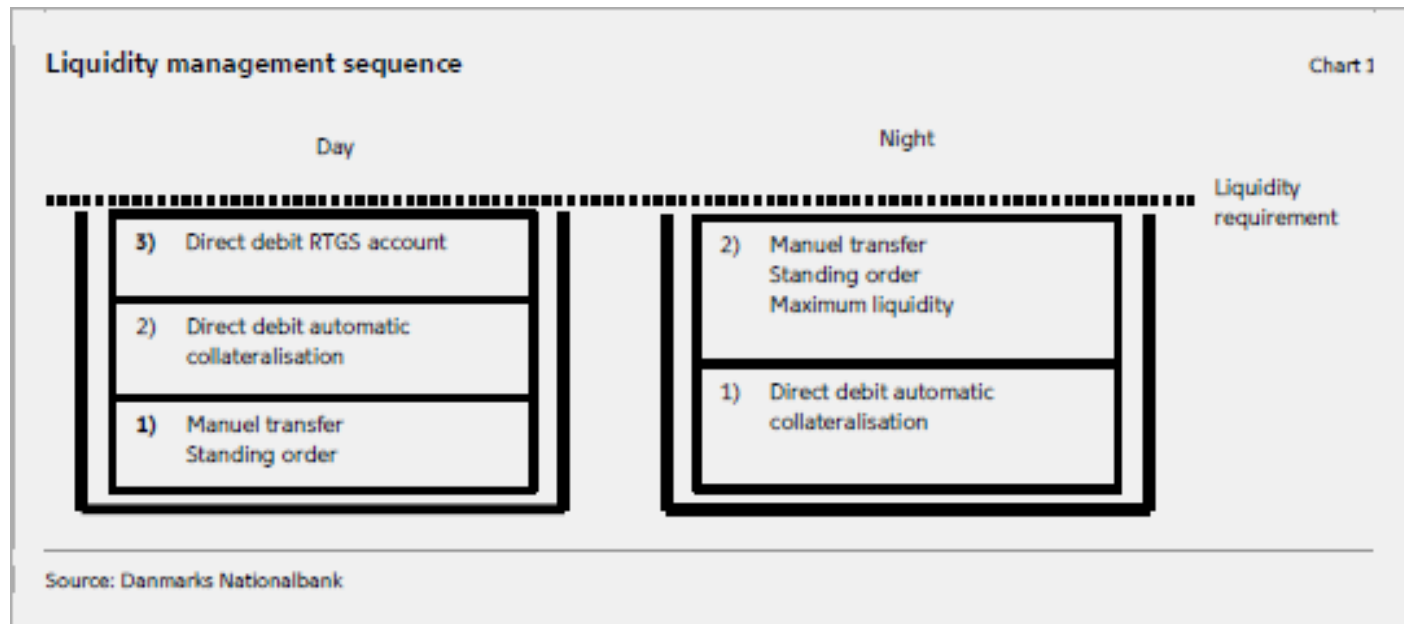 Liquidity management sequence
Chart 1
Day
Night
Liquidity
requirement
3) Direct debit RTGS account
2) Direct debit automatic
collateralisation
1) Manuel transfer
Standing order
2) Manuel transfer
Standing order
Maximum liquidity
1) Direct debit automatic
collateralisation
Source: Danmarks Nationalbank